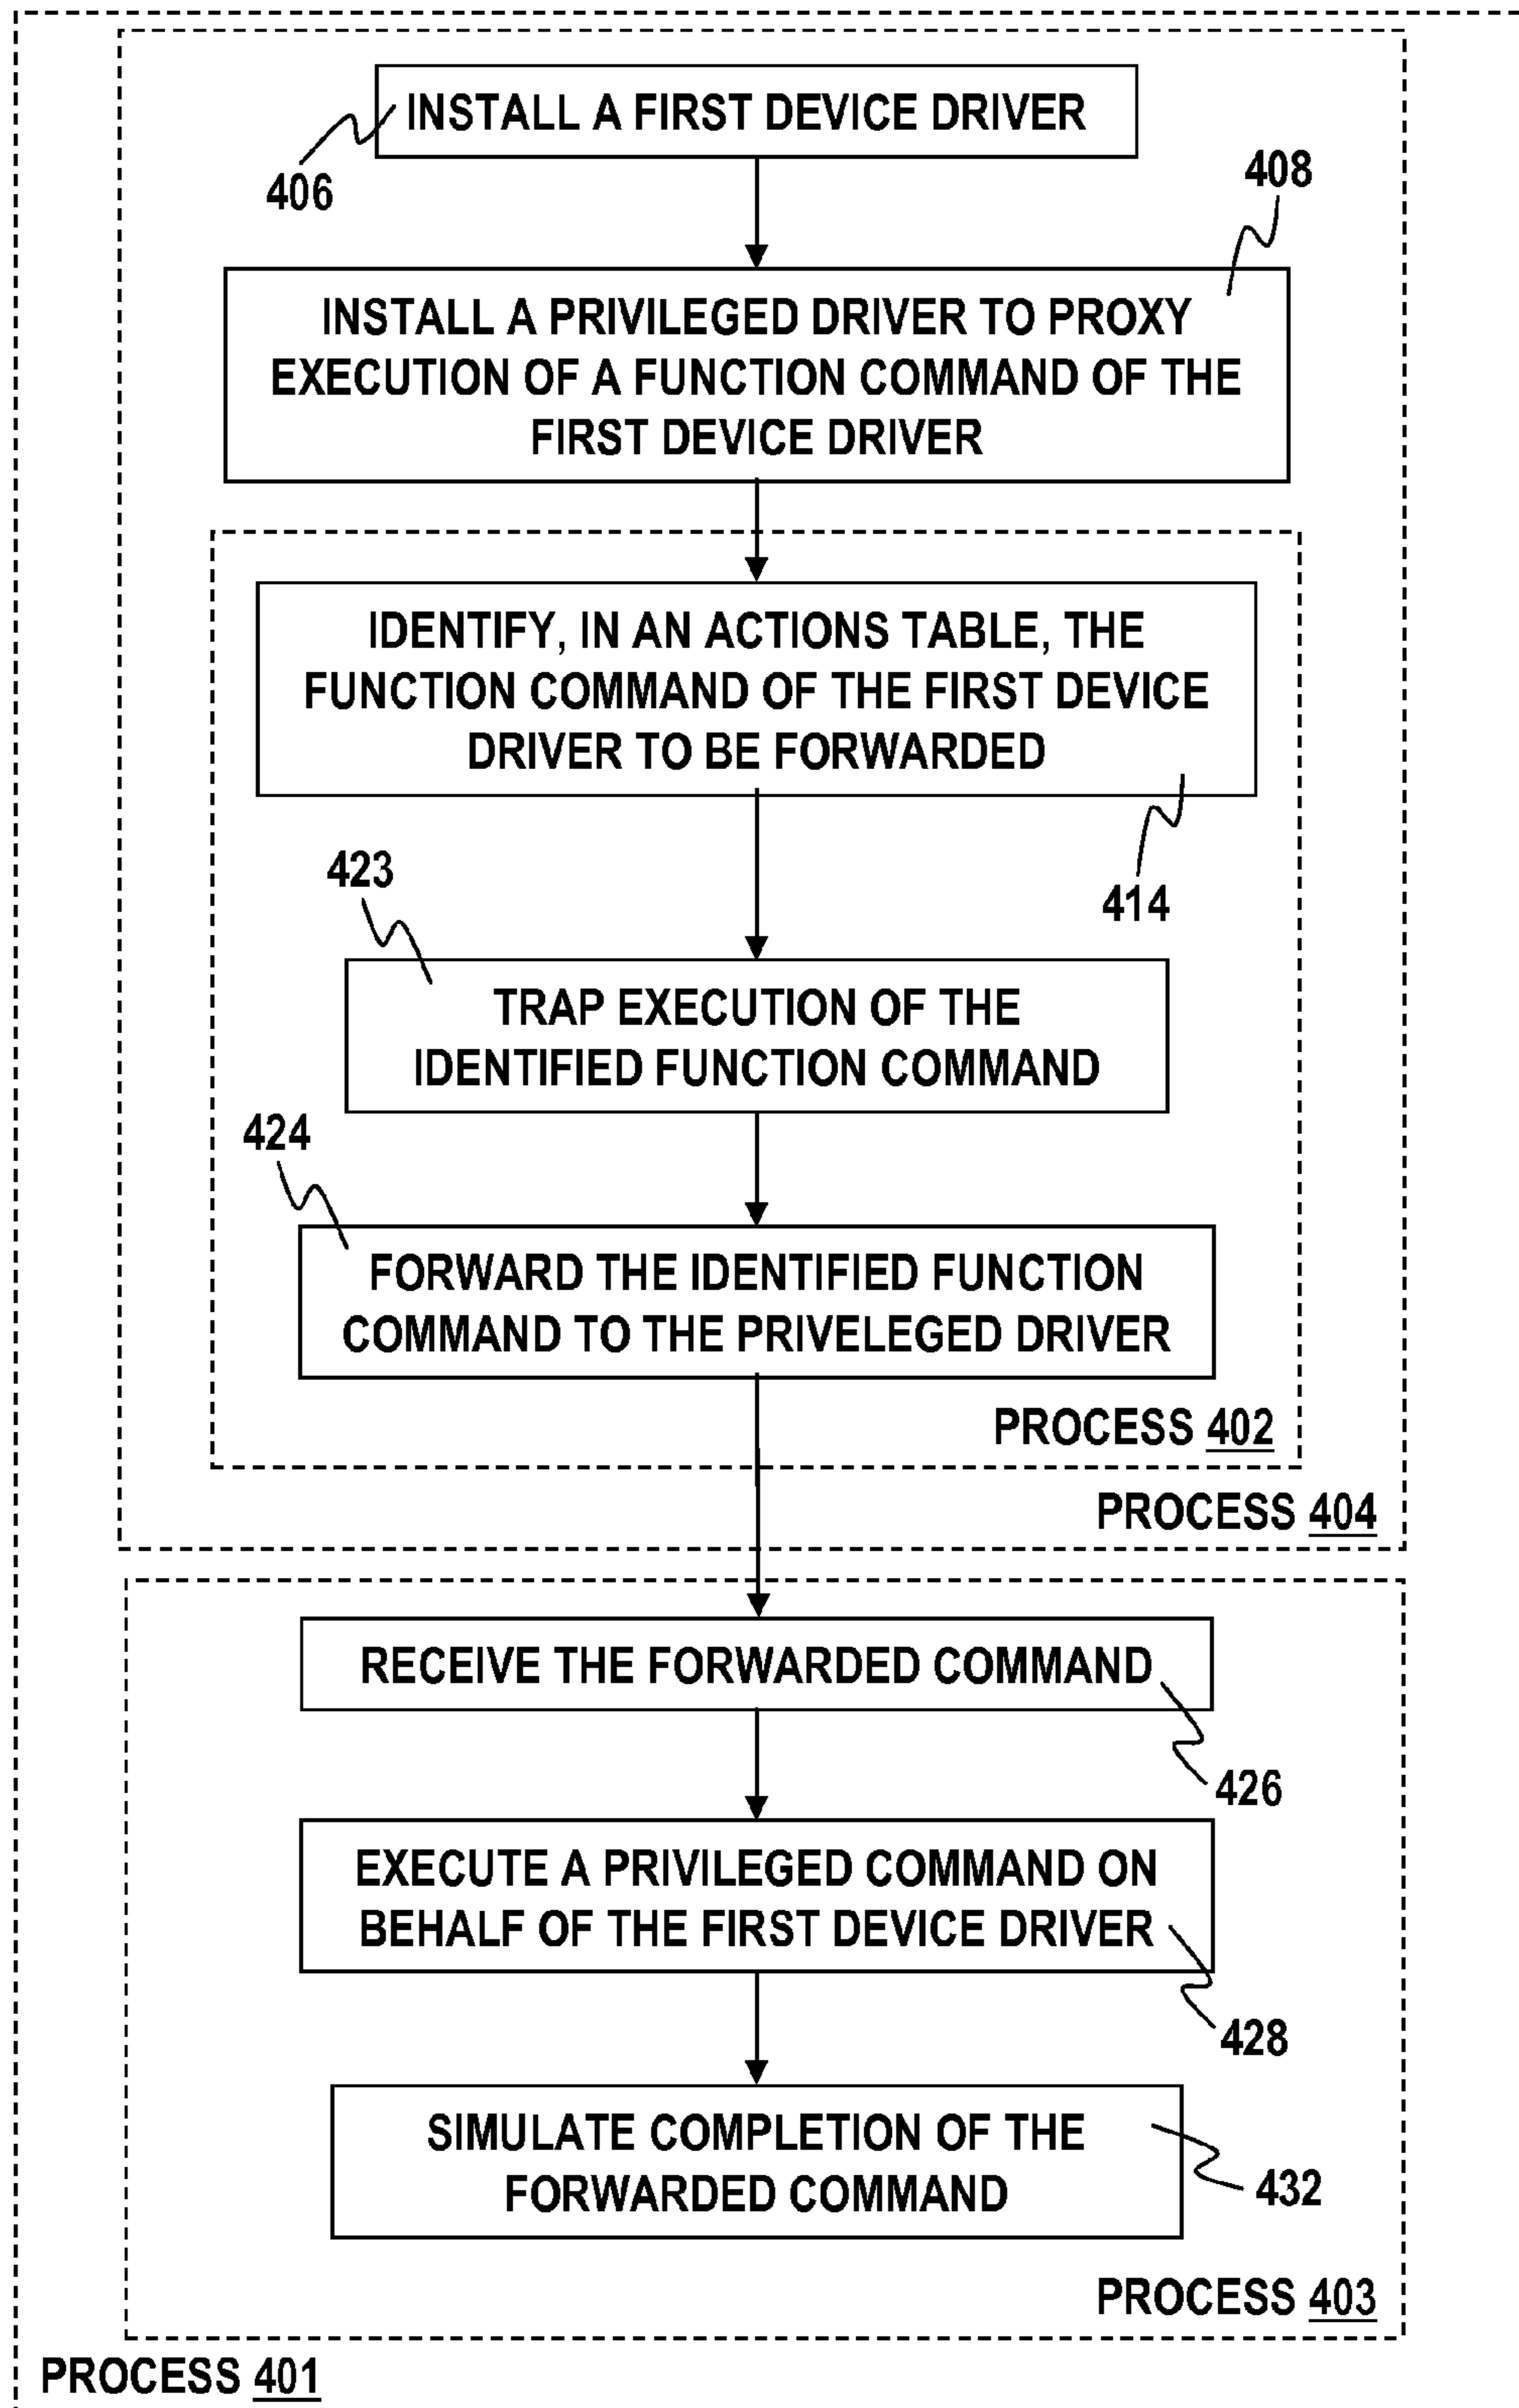 INSTALL A FIRST DEVICE DRIVER
406
408
INSTALL A PRIVILEGED DRIVER TO PROXY
EXECUTION OF A FUNCTION COMMAND OF THE
FIRST DEVICE DRIVER
IDENTIFY, IN AN ACTIONS TABLE, THE
FUNCTION COMMAND OF THE FIRST DEVICE
DRIVER TO BE FORWARDED
414
423
TRAP EXECUTION OF THE
IDENTIFIED FUNCTION COMMAND
424
FORWARD THE IDENTIFIED FUNCTION
COMMAND TO THE PRIVELEGED DRIVER
PROCESS 402
PROCESS 404
RECEIVE THE FORWARDED COMMAND
426
EXECUTE A PRIVILEGED COMMAND ON
BEHALF OF THE FIRST DEVICE DRIVER
428
SIMULATE COMPLETION OF THE
FORWARDED COMMAND
432
PROCESS 403
PROCESS 401